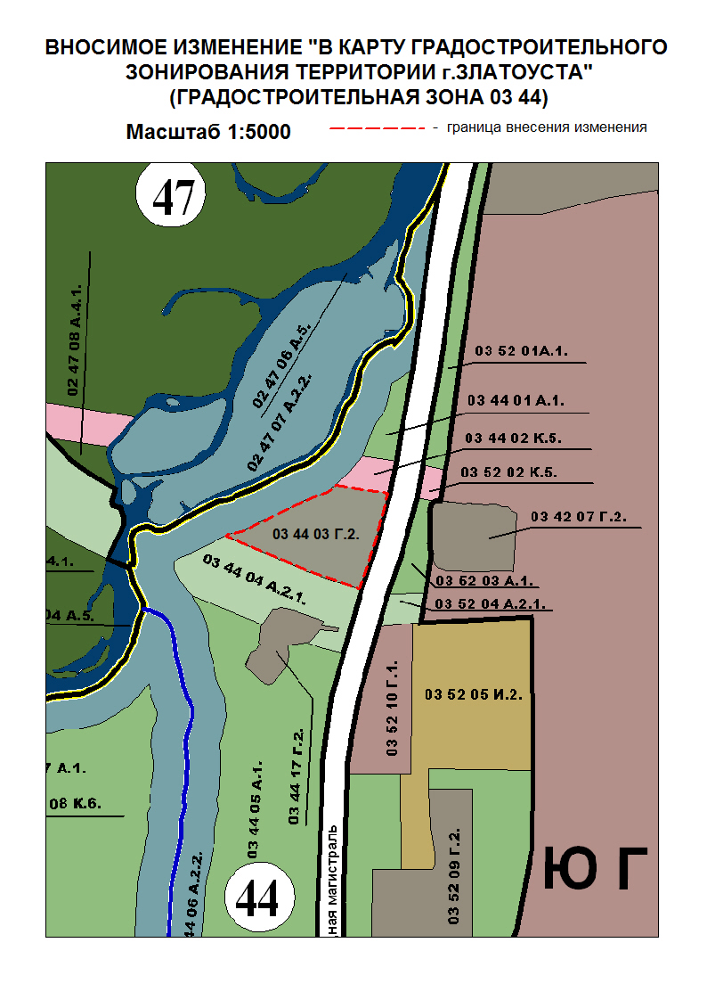 ВНОСИМОЕ ИЗМЕНЕНИЕ "В КАРТУ ГРАДОСТРОИТЕЛЬНОГО
ЗОНИРОВАНИЯ ТЕРРИТОРИИ г.ЗЛАТОУСТА"
(ГРАДОСТРОИТЕЛЬНАЯ ЗОНА 03 44)
Масштаб 1:5000
- граница внесения изменения
47
02 47 08 А.4.1.
02 47 06 А.5.
02 47 07 А.2.2.
03 52 01А.1.
03 44 01 А.1.
03 44 02 К.5.
03 52 02 К.5.
03 42 07 Г.2.
03 44 03 Г.2.
03 44 04 А.2.1.
4.1.
03 52 03 А.1.
03 52 04 А.2.1.
04 А.5.
03 52 10 Г.1.
03 52 05 И.2.
03 44 17 Г.2.
03 44 05 А.1.
7 А.1.
08 К.6.
44 06 А.2.2.
44
ная магистраль
03 52 09 Г.2.
Ю Г